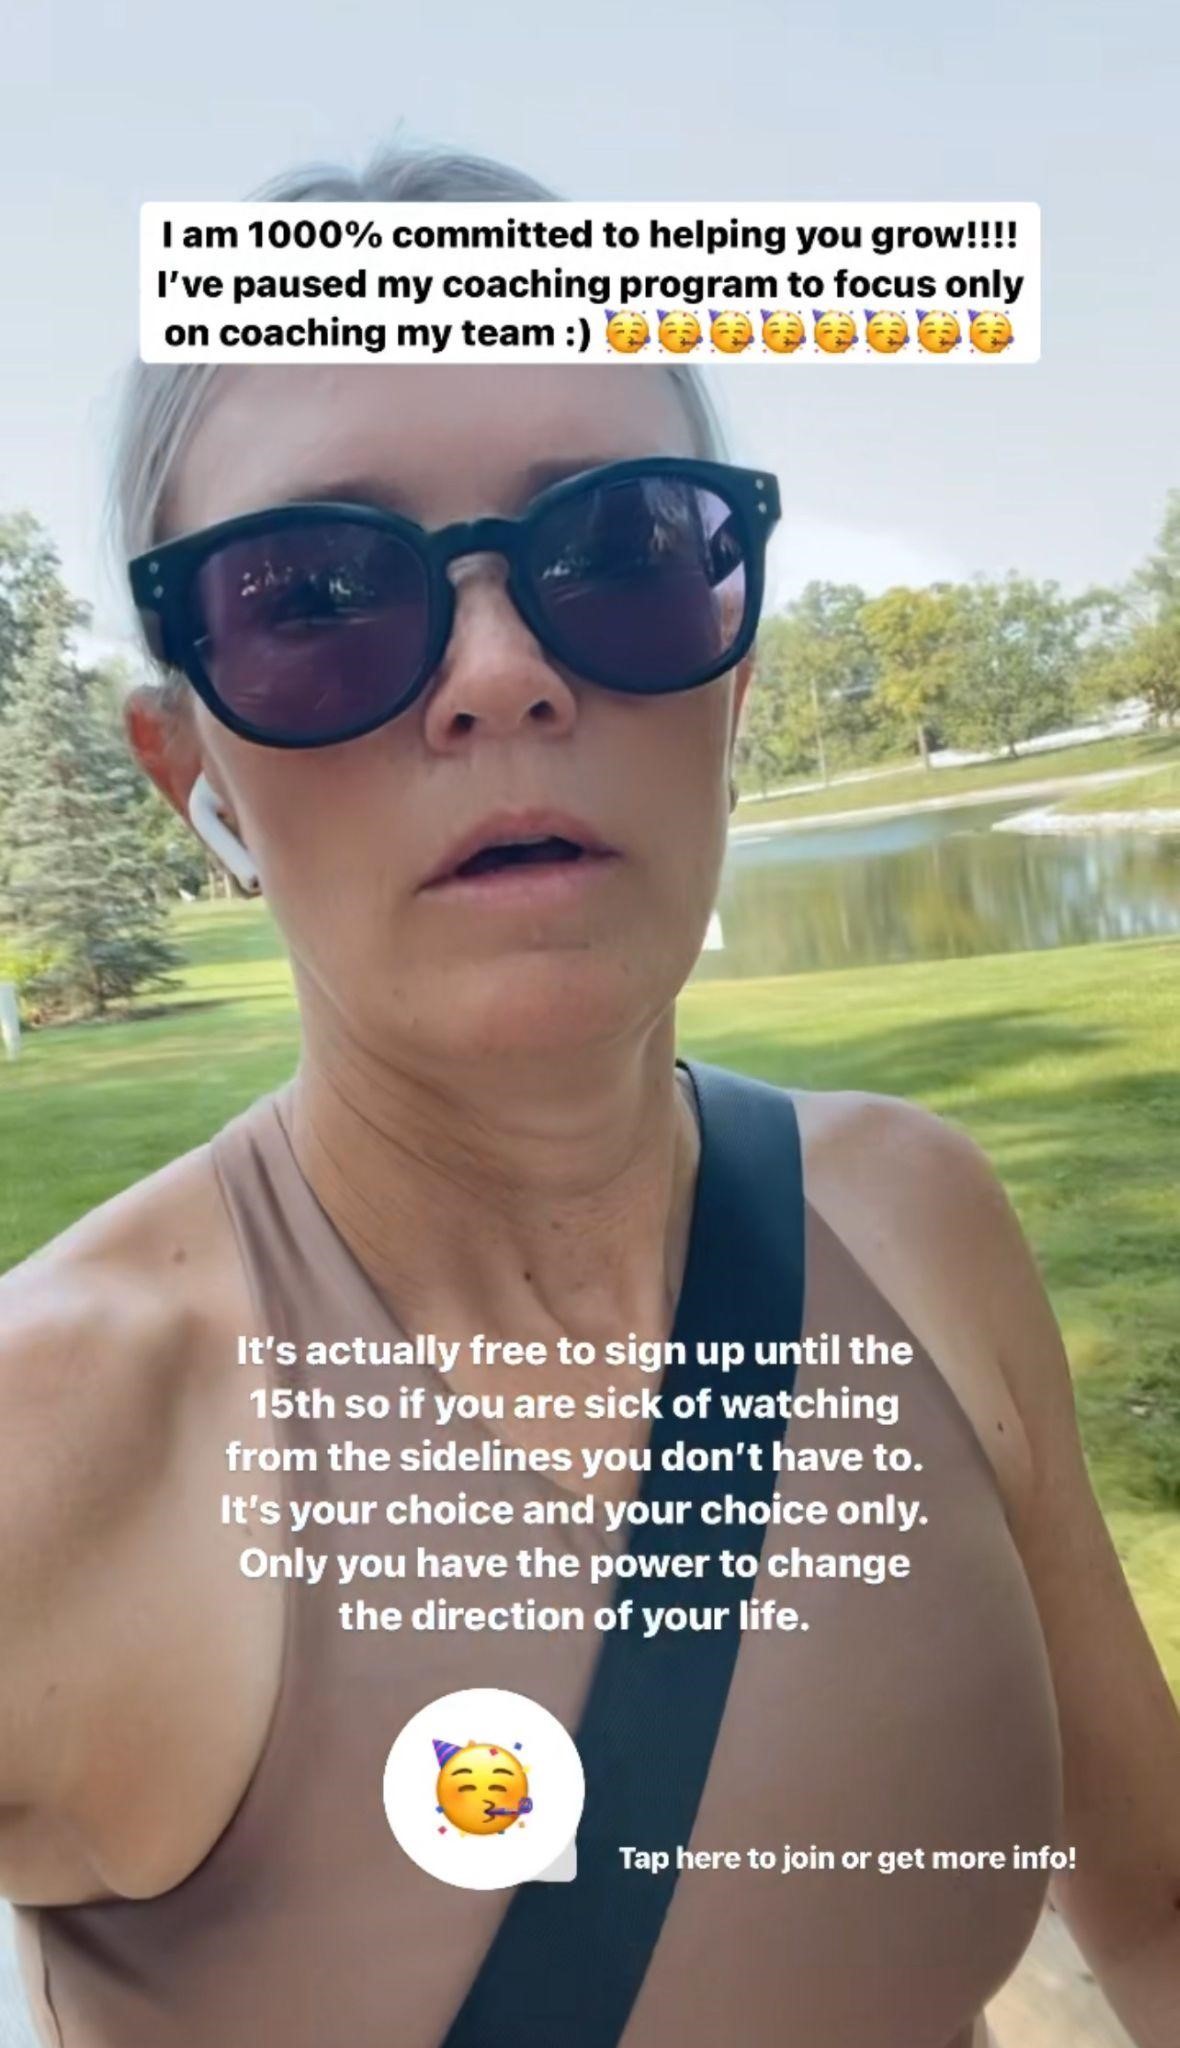 I am 1000% committed to helping you grow!!!!
I’ve paused my coaching program to focus only
on coaching my team :) 🥳🥳🥳🥳🥳🥳🥳🥳
It’s actually free to sign up until the
15th so if you are sick of watching
from the sidelines you don’t have to.
It’s your choice and your choice only.
Only you have the power to change
the direction of your life.
🥳
Tap here to join or get more info!